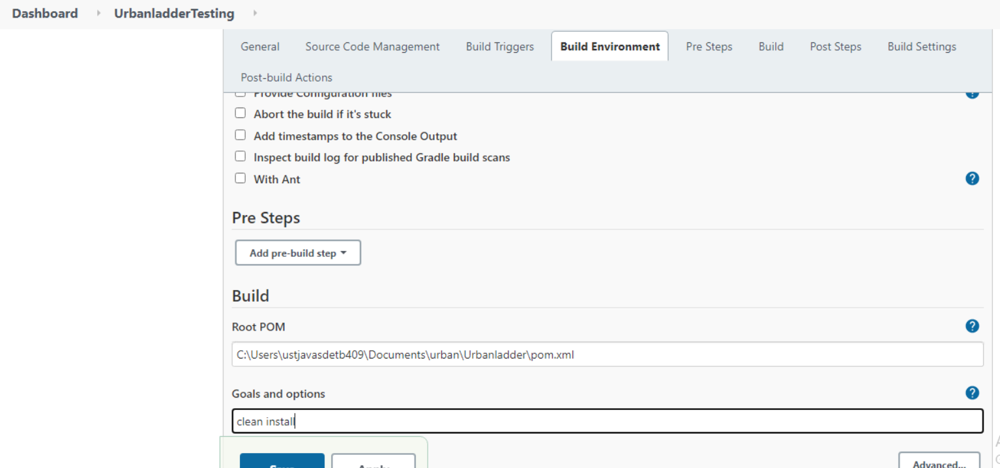 Dashboard UrbanladderTesting
General Source Code Management Build Triggers Build Environment Pre Steps Build Post Steps Build Settings
Post-build Actions
Provide Configuration files
?
Abort the build if it's stuck
Add timestamps to the Console Output
Inspect build log for published Gradle build scans
With Ant
?
Pre Steps
Add pre-build step
Build
Root POM
?
C:\Users\ustjavasdetb409\Documents\urban\Urbanladder\pom.xml
Goals and options
?
clean install
Save Apply
Advanced...